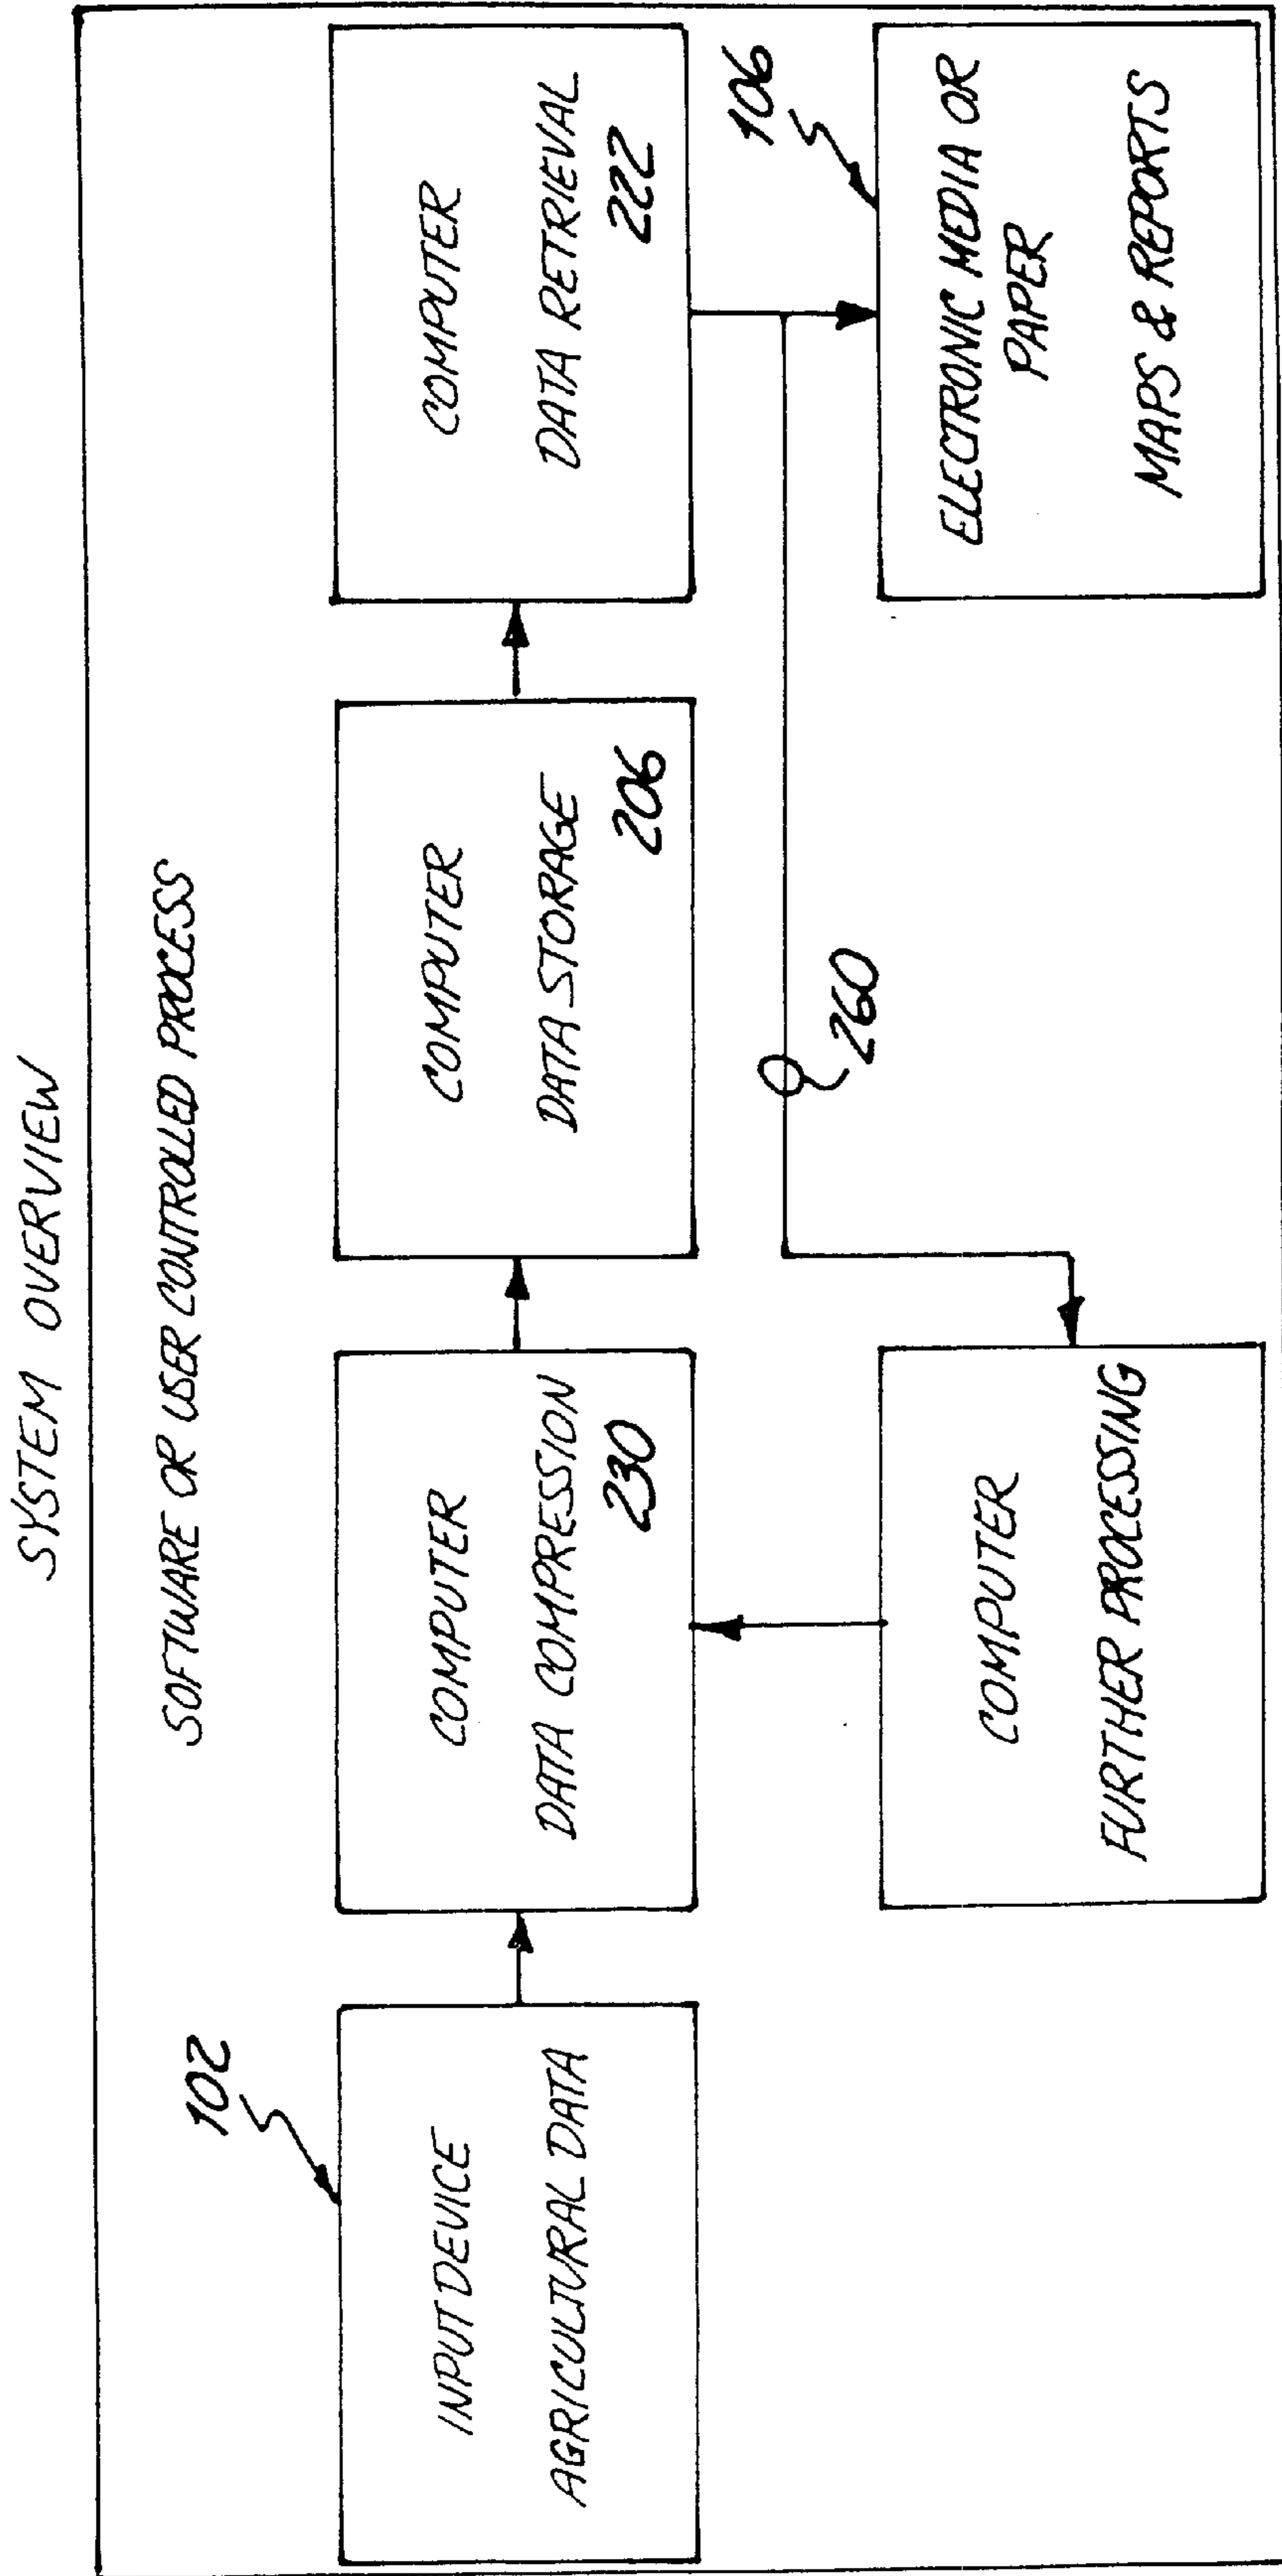 SYSTEM OVERVIEW
SOFTWARE OR USER CONTROLLED PROCESS
102
INPUT DEVICE
AGRICULTURAL DATA
COMPUTER
DATA COMPRESSION
230
COMPUTER
DATA STORAGE
206
COMPUTER
DATA RETRIEVAL
222
260
COMPUTER
FURTHER PROCESSING
106
ELECTRONIC MEDIA OR
PAPER
MAPS & REPORTS